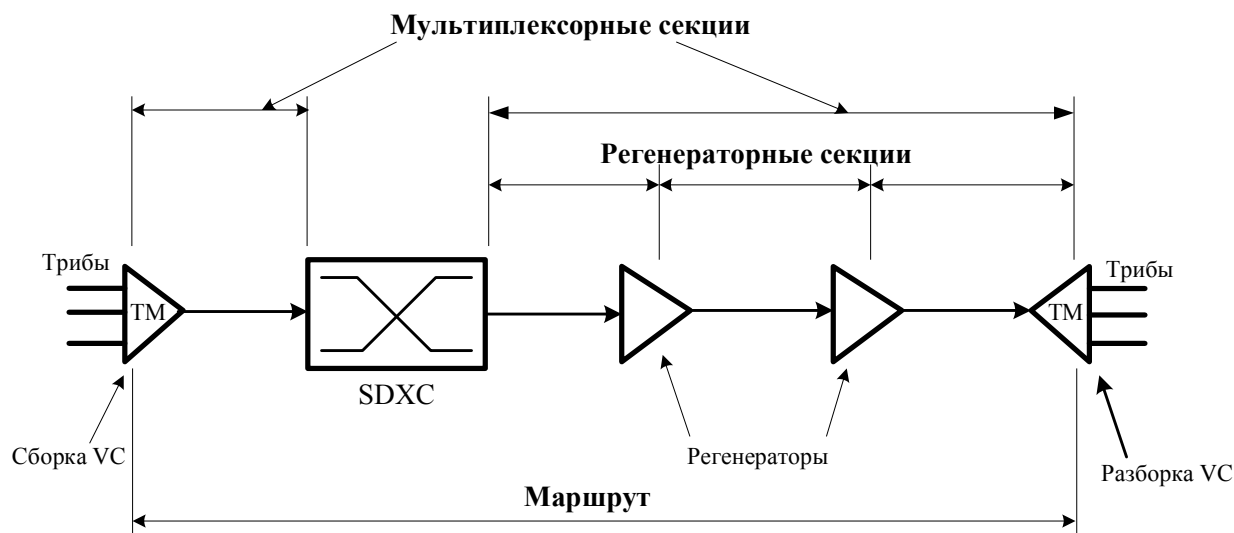 Мультиплексорные секции
Регенераторные секции
Трибы
Трибы
TM
TM
SDXC
Сборка VC
Регенераторы
Разборка VC
Маршрут